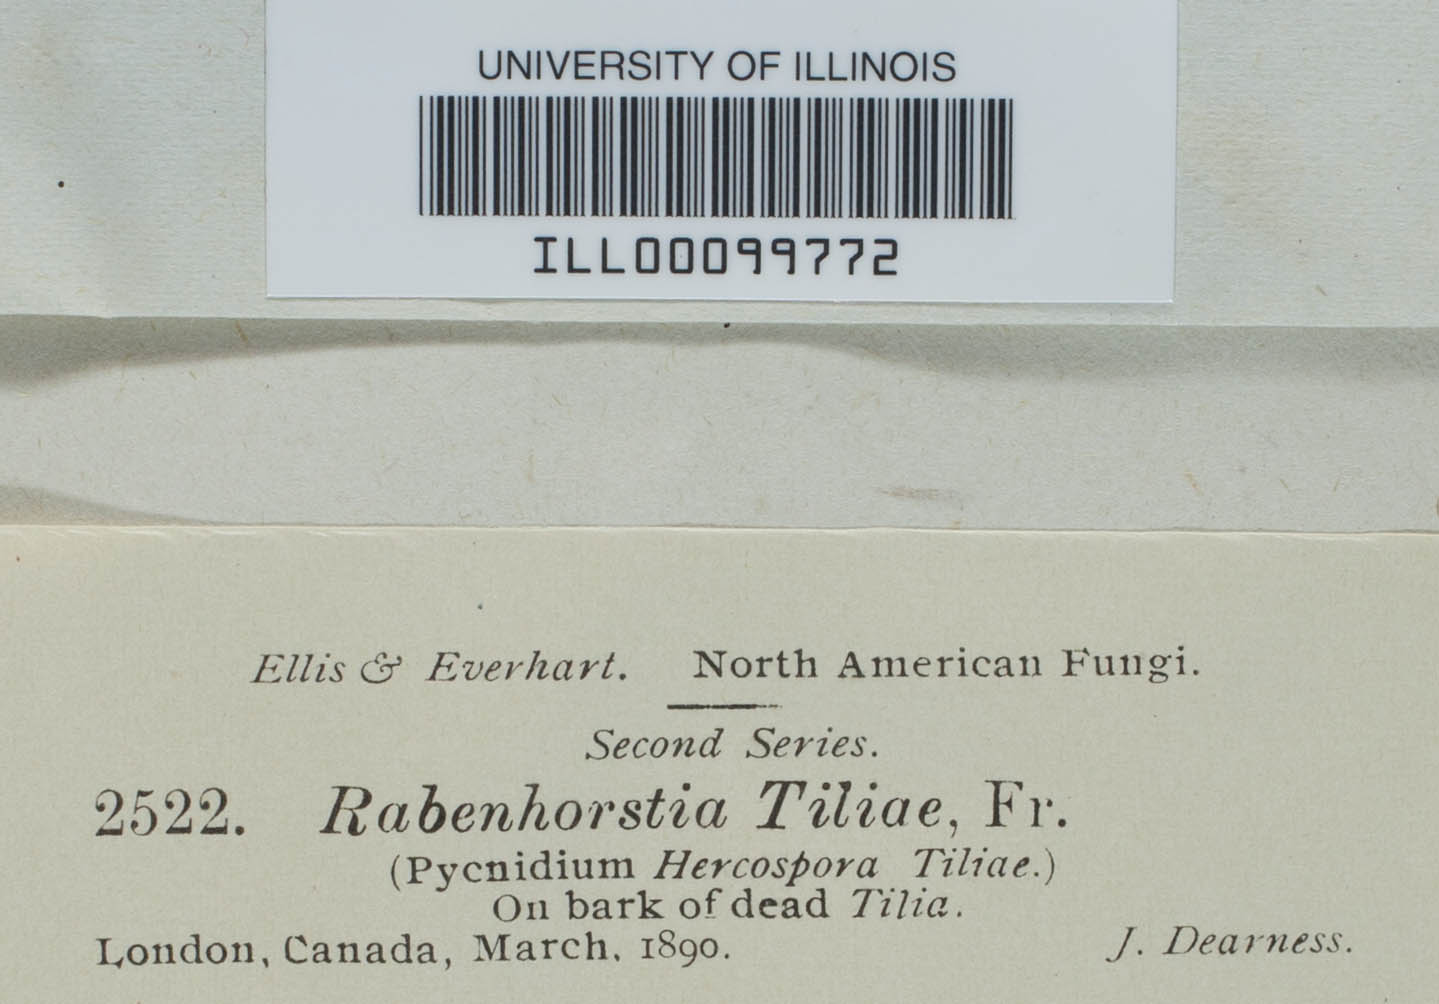 UNIVERSITY OF ILLINOIS
ILL00099772
Ellis & Everhart. North American Fungi.
Second Series.
2522. Rabenhorstia Tiliae, Fr.
(Pycnidium Hercospora Tiliae.)
On bark of dead Tilia.
London, Canada, March, 1890. J. Dearness.